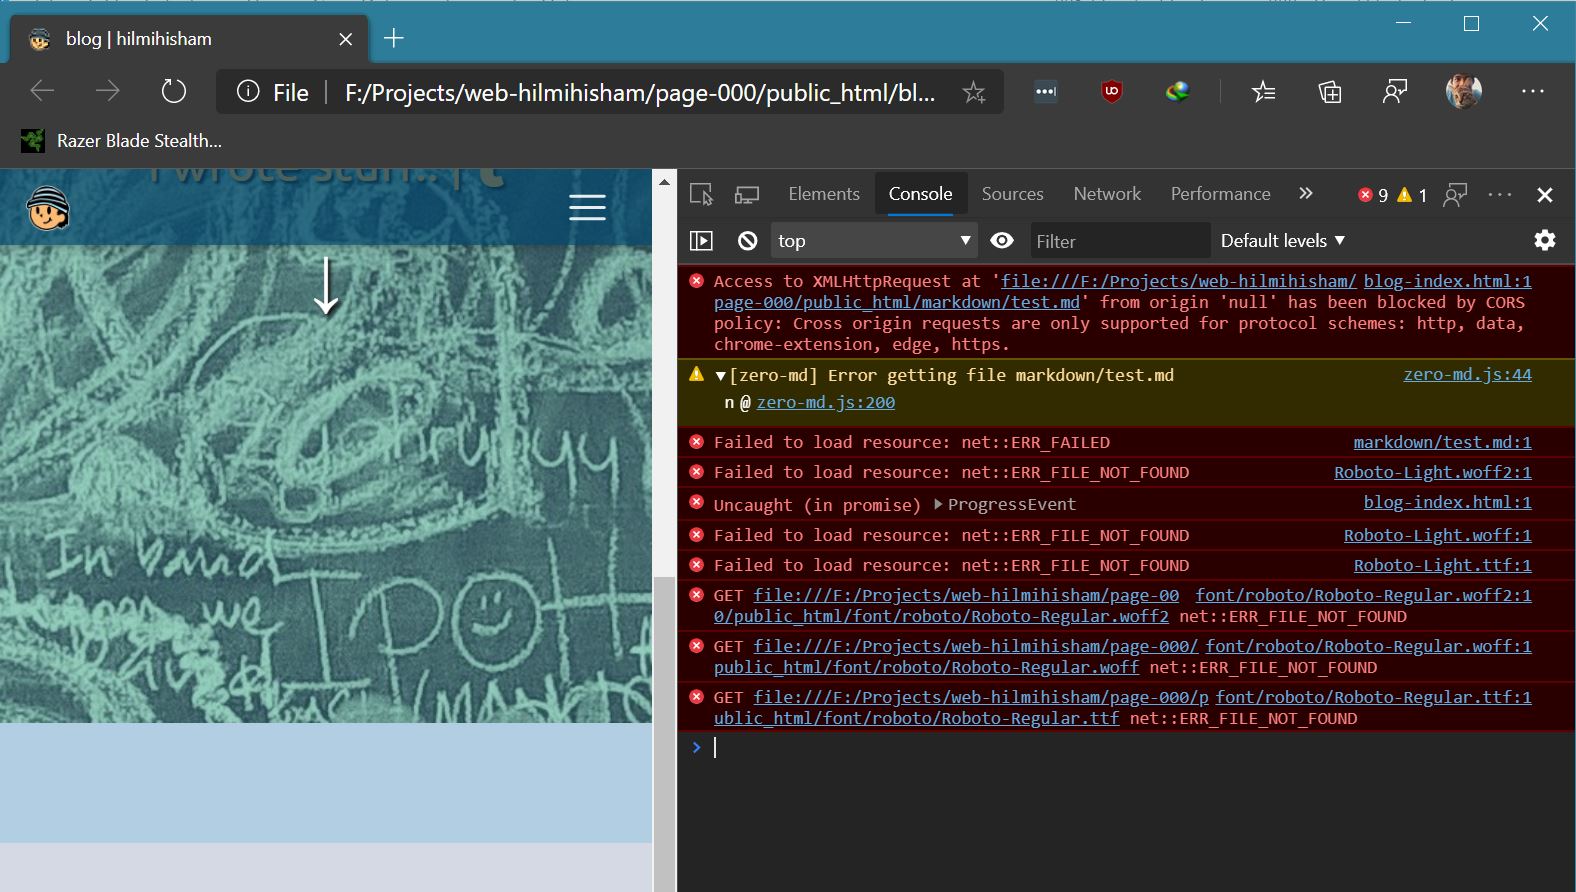 blog | hilmihisham
File
F:/Projects/web-hilmihisham/page-000/public_html/bl...
Razer Blade Stealth...
I wrote stuff..
Elements
Console
Sources
Network
Performance
9
1
top
Filter
Default levels
Access to XMLHttpRequest at 'file:///F:/Projects/web-hilmihisham/ blog-index.html:1
page-000/public_html/markdown/test.md' from origin 'null' has been blocked by CORS
policy: Cross origin requests are only supported for protocol schemes: http, data,
chrome-extension, edge, https.
[zero-md] Error getting file markdown/test.md zero-md.js:44
n @ zero-md.js:200
Failed to load resource: net::ERR_FAILED markdown/test.md:1
Failed to load resource: net::ERR_FILE_NOT_FOUND Roboto-Light.woff2:1
Uncaught (in promise) ProgressEvent blog-index.html:1
Failed to load resource: net::ERR_FILE_NOT_FOUND Roboto-Light.woff:1
Failed to load resource: net::ERR_FILE_NOT_FOUND Roboto-Light.ttf:1
GET file:///F:/Projects/web-hilmihisham/page-00 font/roboto/Roboto-Regular.woff2:1
0/public_html/font/roboto/Roboto-Regular.woff2 net::ERR_FILE_NOT_FOUND
GET file:///F:/Projects/web-hilmihisham/page-000/ font/roboto/Roboto-Regular.woff:1
public_html/font/roboto/Roboto-Regular.woff net::ERR_FILE_NOT_FOUND
GET file:///F:/Projects/web-hilmihisham/page-000/p font/roboto/Roboto-Regular.ttf:1
ublic_html/font/roboto/Roboto-Regular.ttf net::ERR_FILE_NOT_FOUND
In
we